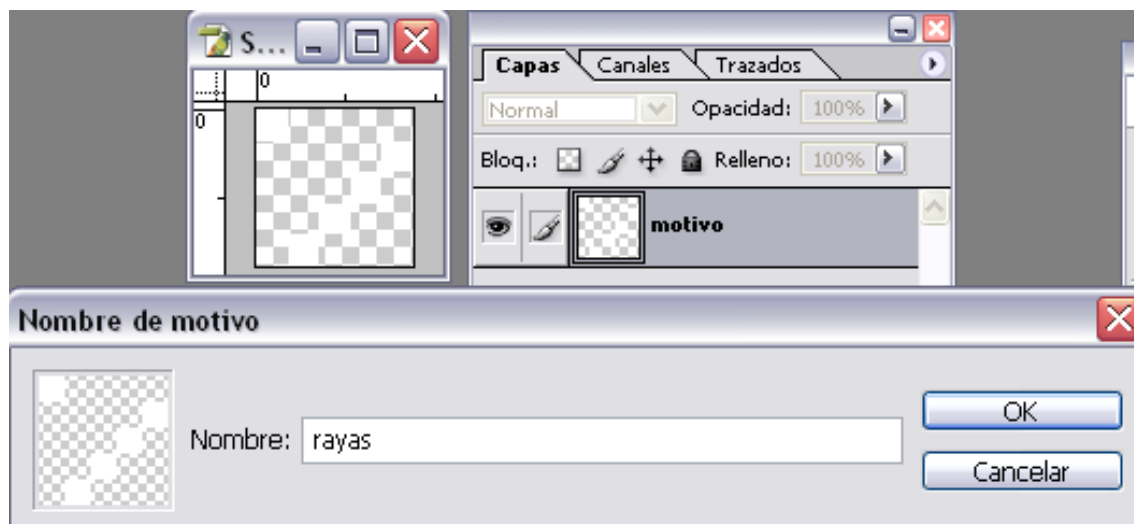 S...
0
0
Capas Canales Trazados
Normal Opacidad: 100%
Bloq.: Relleno: 100%
motivo
Nombre de motivo
Nombre: rayas
OK
Cancelar